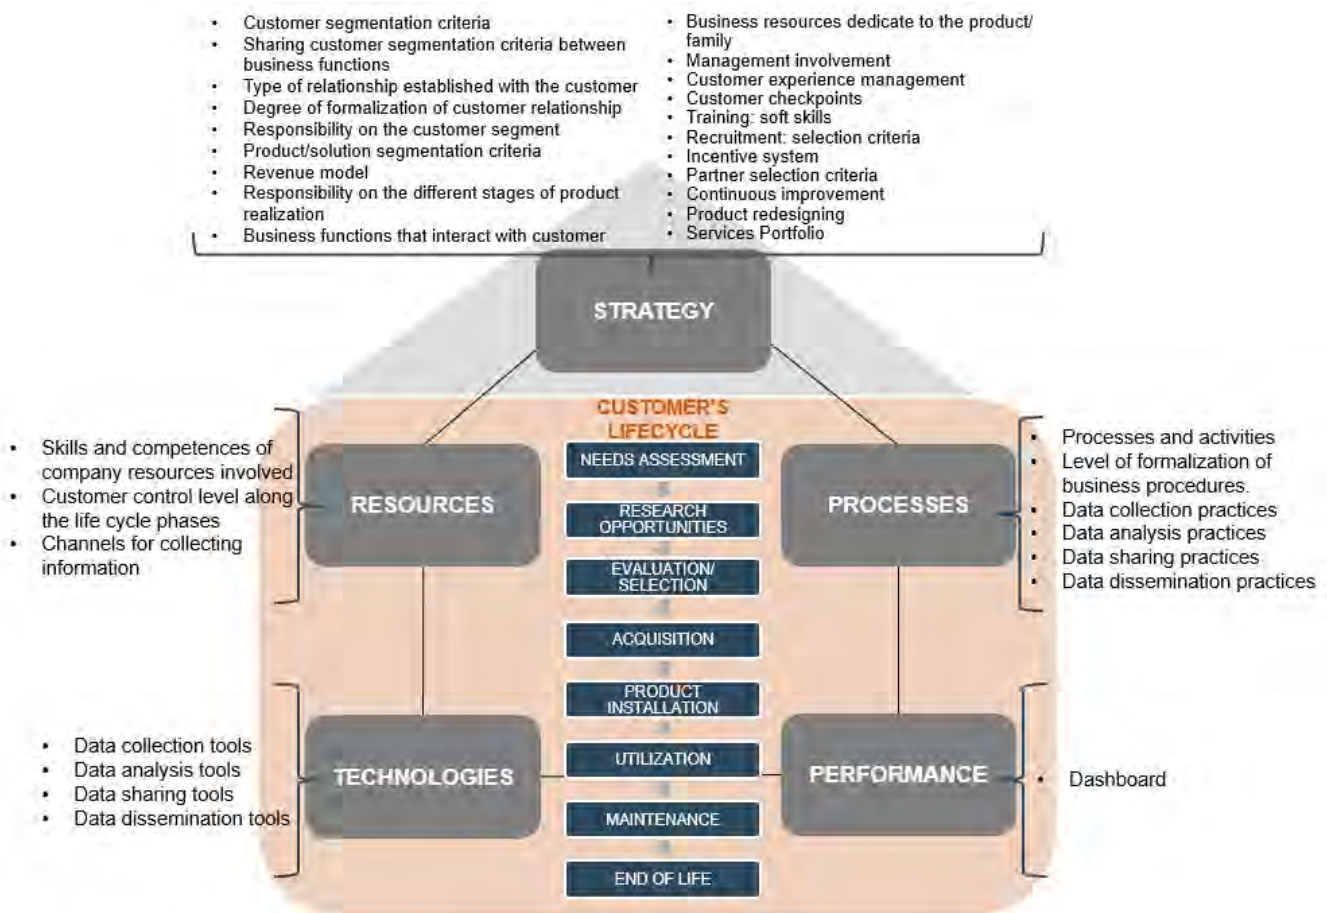 • Customer segmentation criteria
• Sharing customer segmentation criteria between
business functions
• Type of relationship established with the customer
• Degree of formalization of customer relationship
• Responsibility on the customer segment
• Product/solution segmentation criteria
• Revenue model
• Responsibility on the different stages of product
realization
• Business functions that interact with customer
• Business resources dedicate to the product/
family
• Management involvement
• Customer experience management
• Customer checkpoints
• Training: soft skills
• Recruitment: selection criteria
• Incentive system
• Partner selection criteria
• Continuous improvement
• Product redesigning
• Services Portfolio
STRATEGY
• Skills and competences of
company resources involved
• Customer control level along
the life cycle phases
• Channels for collecting
information
RESOURCES
CUSTOMER'S
LIFECYCLE
NEEDS ASSESSMENT
RESEARCH
OPPORTUNITIES
EVALUATION/
SELECTION
ACQUISITION
PRODUCT
INSTALLATION
UTILIZATION
MAINTENANCE
END OF LIFE
PROCESSES
• Processes and activities
• Level of formalization of
business procedures.
• Data collection practices
• Data analysis practices
• Data sharing practices
• Data dissemination practices
• Data collection tools
• Data analysis tools
• Data sharing tools
• Data dissemination tools
TECHNOLOGIES
PERFORMANCE
• Dashboard